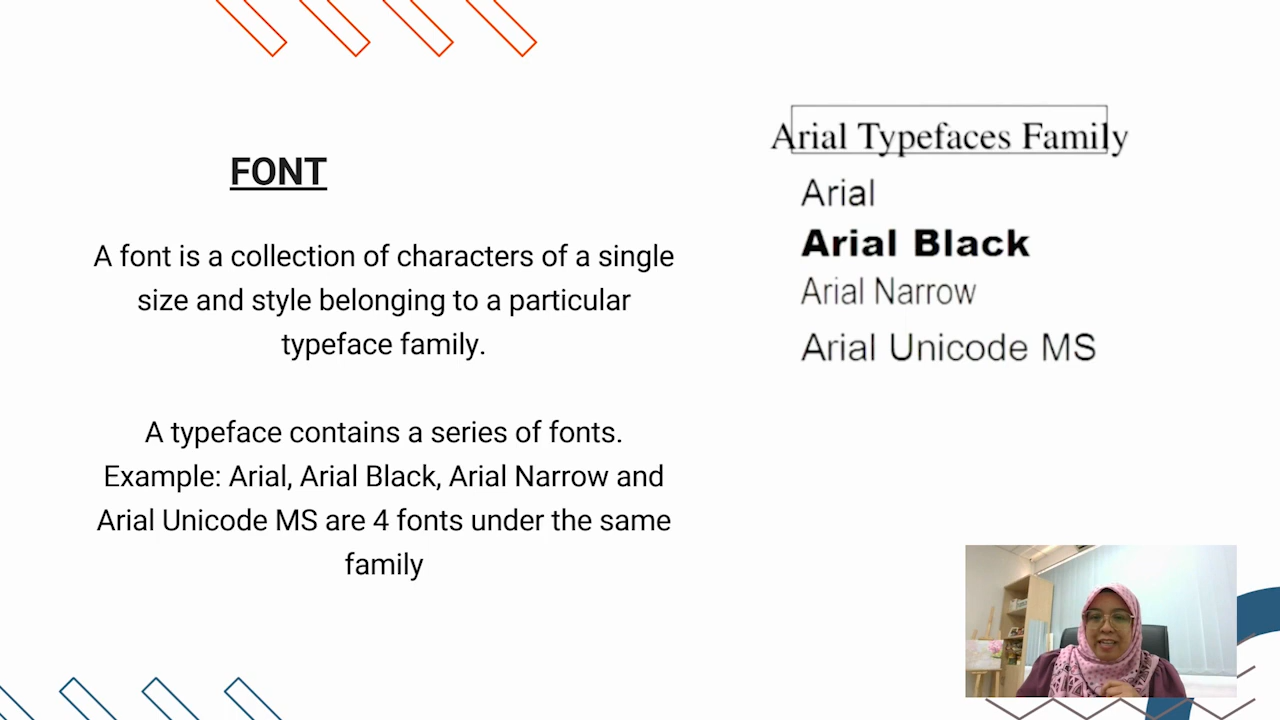 FONT
A font is a collection of characters of a single
size and style belonging to a particular
typeface family.
A typeface contains a series of fonts.
Example: Arial, Arial Black, Arial Narrow and
Arial Unicode MS are 4 fonts under the same
family
Arial Typefaces Family
Arial
Arial Black
Arial Narrow
Arial Unicode MS